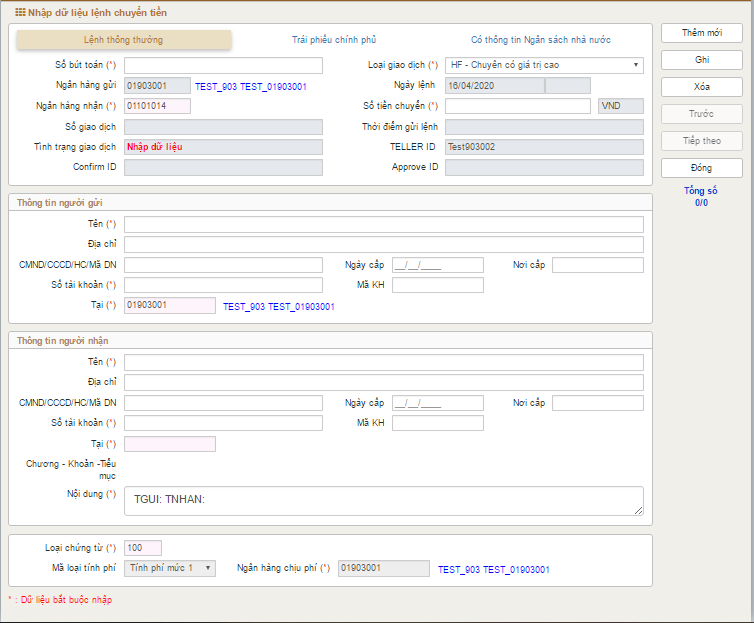 Nhập dữ liệu lệnh chuyển tiền
Lệnh thông thường Trái phiếu chính phủ Có thông tin Ngân sách nhà nước
Số bút toán (*) Loại giao dịch (*) HF - Chuyển có giá trị cao
Ngân hàng gửi 01903001 TEST_903 TEST_01903001 Ngày lệnh 16/04/2020
Ngân hàng nhận (*) 01101014 Số tiền chuyển (*) VND
Số giao dịch Thời điểm gửi lệnh
Tình trạng giao dịch Nhập dữ liệu TELLER ID Test903002
Confirm ID Approve ID
Thêm mới
Ghi
Xóa
Trước
Tiếp theo
Đóng
Tổng số
0/0
Thông tin người gửi
Tên (*)
Địa chỉ
CMND/CCCD/HC/Mã DN Ngày cấp __/__/____ Nơi cấp
Số tài khoản (*) Mã KH
Tại (*) 01903001 TEST_903 TEST_01903001
Thông tin người nhận
Tên (*)
Địa chỉ
CMND/CCCD/HC/Mã DN Ngày cấp __/__/____ Nơi cấp
Số tài khoản (*) Mã KH
Tại (*)
Chương - Khoản -Tiểu
mục
Nội dung (*) TGUI: TNHAN:
Loại chứng từ (*) 100
Mã loại tính phí Tính phí mức 1 Ngân hàng chịu phí (*) 01903001 TEST_903 TEST_01903001
* : Dữ liệu bắt buộc nhập